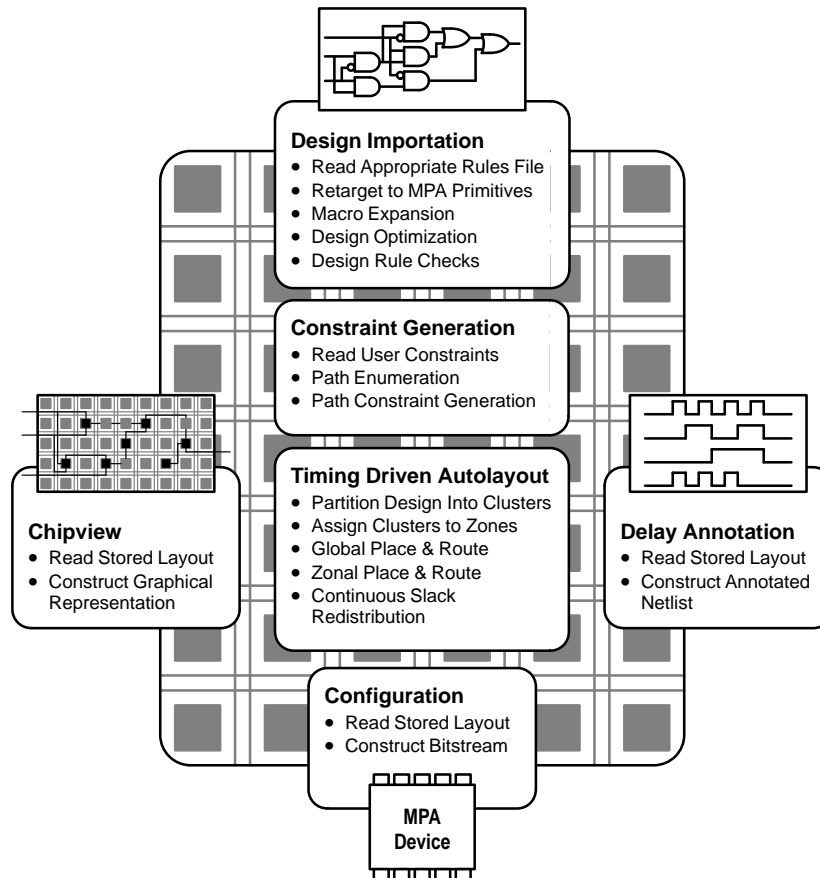 Design Importation
• Read Appropriate Rules File
• Retarget to MPA Primitives
• Macro Expansion
• Design Optimization
• Design Rule Checks
Constraint Generation
• Read User Constraints
• Path Enumeration
• Path Constraint Generation
Timing Driven Autolayout
• Partition Design Into Clusters
• Assign Clusters to Zones
• Global Place & Route
• Zonal Place & Route
• Continuous Slack
Redistribution
Chipview
• Read Stored Layout
• Construct Graphical
Representation
Delay Annotation
• Read Stored Layout
• Construct Annotated
Netlist
Configuration
• Read Stored Layout
• Construct Bitstream
MPA
Device